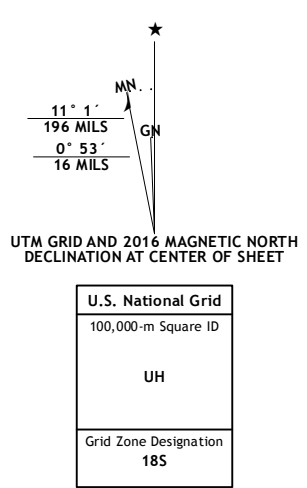 MN
11° 1´
196 MILS
GN
0° 53´
16 MILS
UTM GRID AND 2016 MAGNETIC NORTH
DECLINATION AT CENTER OF SHEET
U.S. National Grid
100,000-m Square ID
UH
Grid Zone Designation
18S